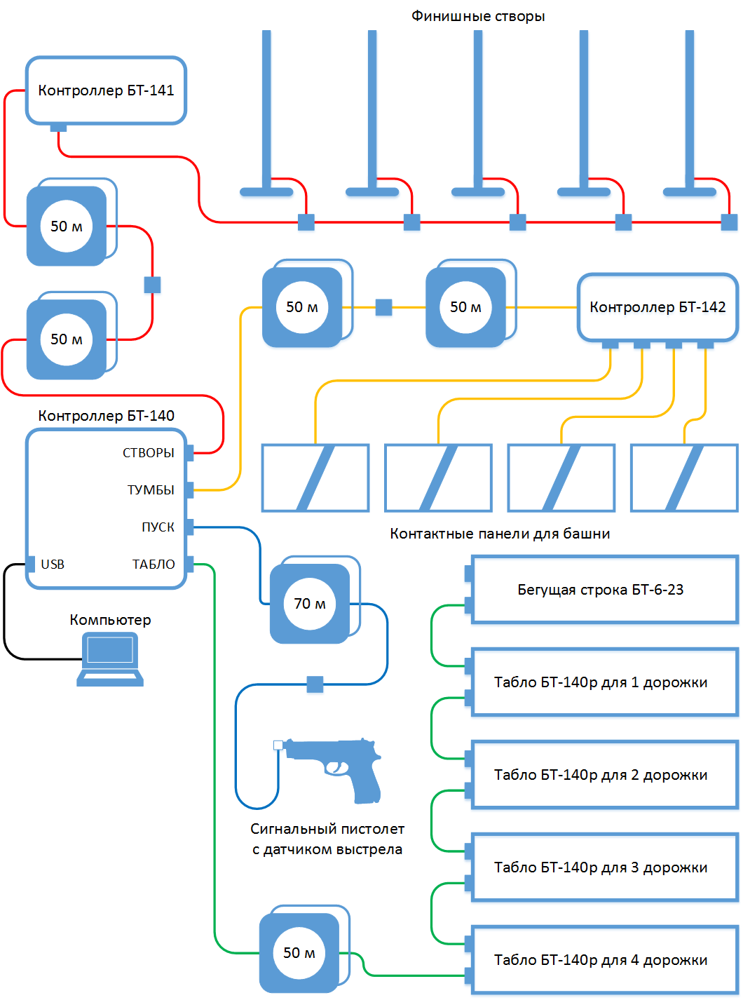 Финишные створы
Контроллер БТ-141
50 м
50 м
50 м
50 м
Контроллер БТ-142
Контроллер БТ-140
СТВОРЫ
ТУМБЫ
ПУСК
USB
ТАБЛО
Контактные панели для башни
Компьютер
70 м
Бегущая строка БТ-6-23
Табло БТ-140р для 1 дорожки
Табло БТ-140р для 2 дорожки
Сигнальный пистолет
с датчиком выстрела
Табло БТ-140р для 3 дорожки
50 м
Табло БТ-140р для 4 дорожки